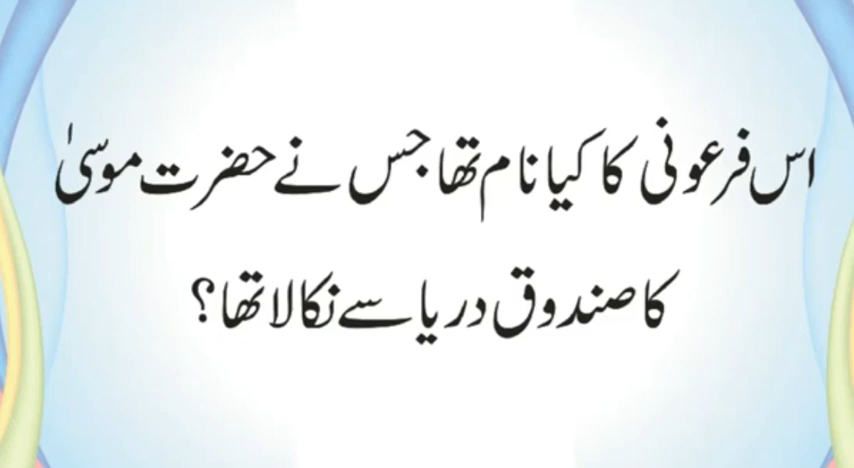 اس فرعونی کا کیا نام تھا جس نے حضرت موسیٰ
کا صندوق دریا سے نکالا تھا؟